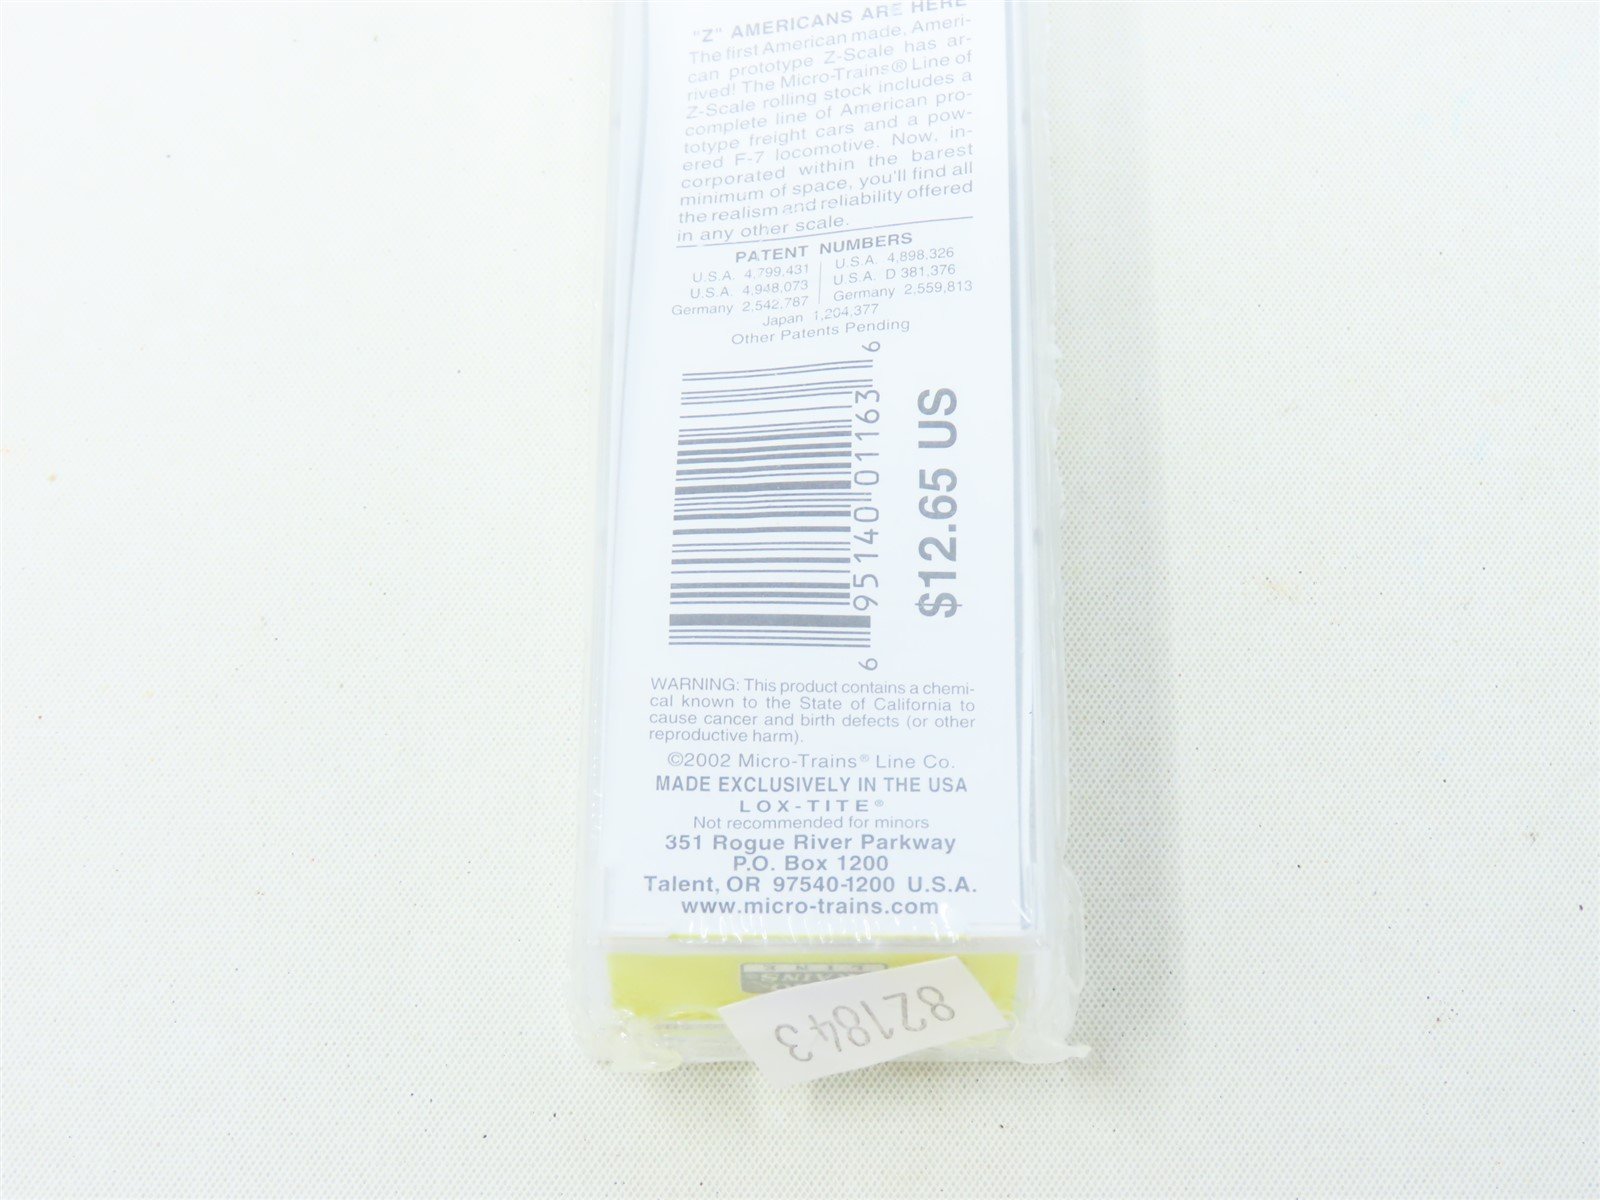 "Z" AMERICANS ARE HERE
The first American made, Ameri-
can prototype Z-Scale has ar-
rived! The Micro-Trains® Line of
Z-Scale rolling stock includes a
complete line of American pro-
totype freight cars and a pow-
ered F-7 locomotive. Now, in-
corporated within the barest
minimum of space, you'll find all
the realism and reliability offered
in any other scale.
PATENT NUMBERS
U.S.A. 4,799,431 U.S.A. 4,898,326
U.S.A. 4,948,073 U.S.A. D 381,376
Germany 2,542,787 Germany 2,559,813
Japan 1,204,377
Other Patents Pending
6 95140 01163 6
$12.65 US
WARNING: This product contains a chemi-
cal known to the State of California to
cause cancer and birth defects (or other
reproductive harm).
©2002 Micro-Trains® Line Co.
MADE EXCLUSIVELY IN THE USA
LOX-TITE®
Not recommended for minors
351 Rogue River Parkway
P.O. Box 1200
Talent, OR 97540-1200 U.S.A.
www.micro-trains.com
LINE
821843